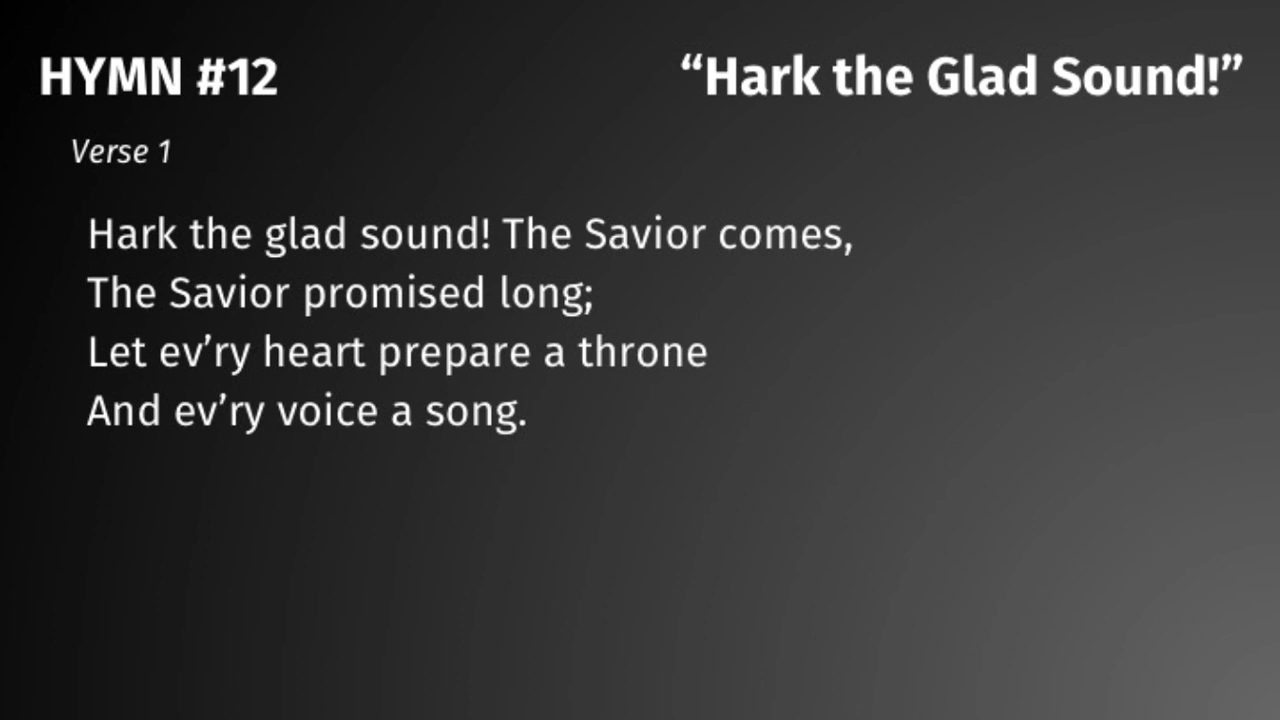 HYMN #12 “Hark the Glad Sound!”
Verse 1
Hark the glad sound! The Savior comes,
The Savior promised long;
Let ev’ry heart prepare a throne
And ev’ry voice a song.